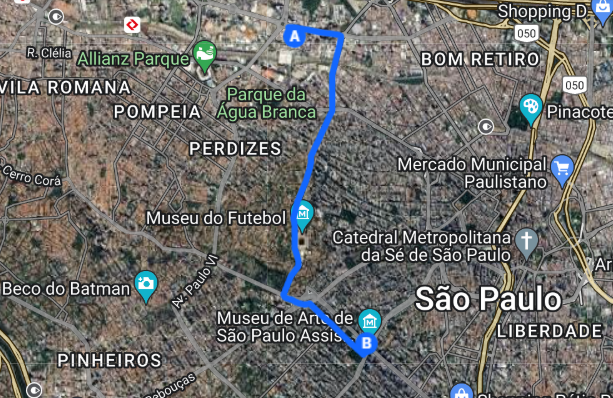 Shopping D
050
A
R. Clélia
Allianz Parque
BOM RETIRO
050
VILA ROMANA
Parque da
Água Branca
POMPEIA
Pinacote
PERDIZES
Mercado Municipal
Paulistano
Cerro Corá
Museu do Futebol
Catedral Metropolitana
da Sé de São Paulo
Av. Paulo VI
Ar
Beco do Batman
São Paulo
Museu de Arte de
São Paulo Assis
LIBERDADE
B
PINHEIROS
Rebouças